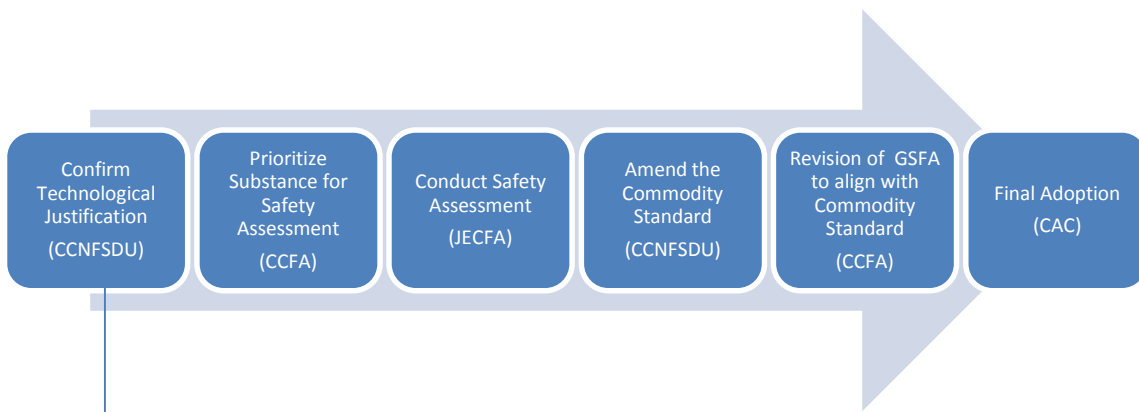 Confirm
Technological
Justification
(CCNFSDU)
Prioritize
Substance for
Safety
Assessment
(CCFA)
Conduct Safety
Assessment
(JECFA)
Amend the
Commodity
Standard
(CCNFSDU)
Revision of GSFA
to align with
Commodity
Standard
(CCFA)
Final Adoption
(CAC)